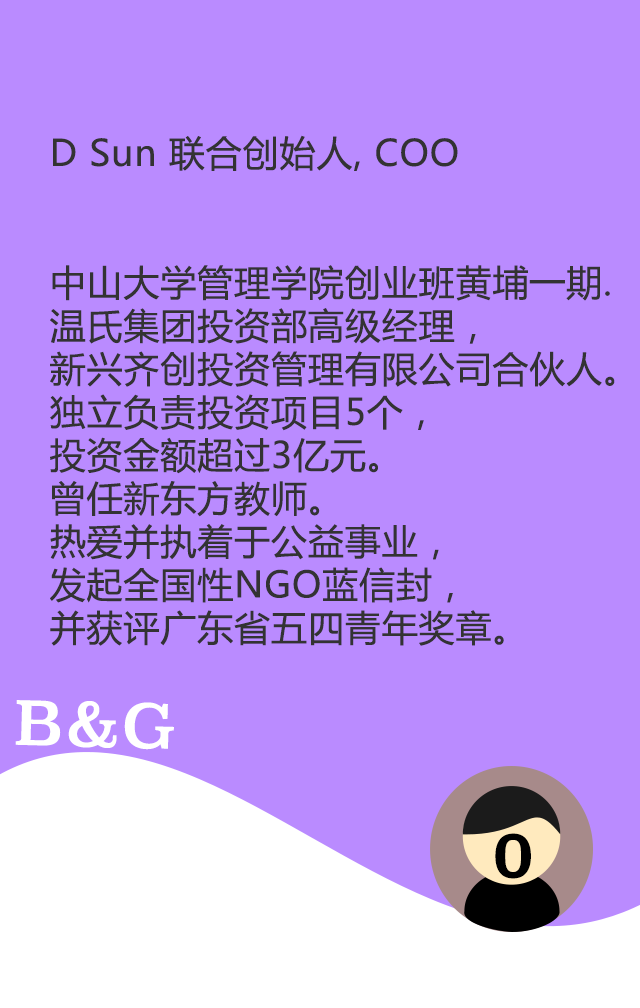 D Sun 联合创始人, COO
中山大学管理学院创业班黄埔一期.
温氏集团投资部高级经理，
新兴齐创投资管理有限公司合伙人。
独立负责投资项目5个，
投资金额超过3亿元。
曾任新东方教师。
热爱并执着于公益事业，
发起全国性NGO蓝信封，
并获评广东省五四青年奖章。
B&G
0